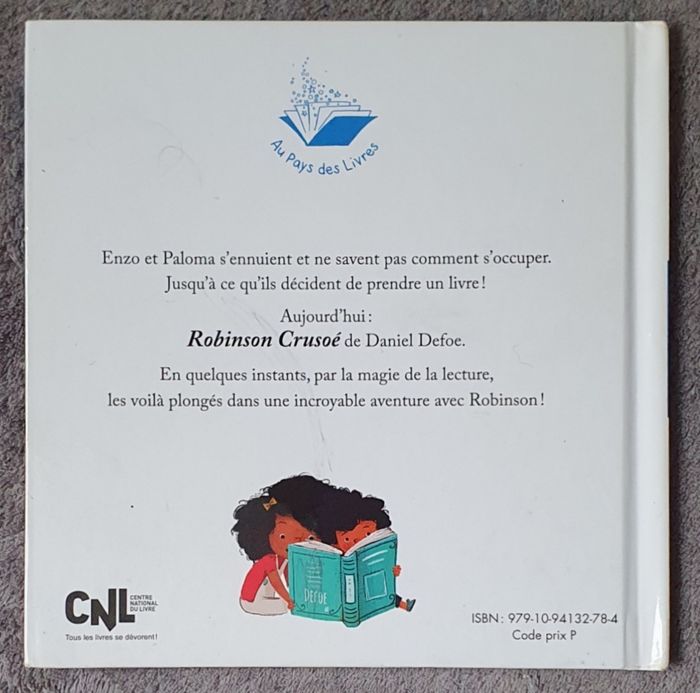 Au Pays des Livres
Enzo et Paloma s'ennuient et ne savent pas comment s'occuper.
Jusqu'à ce qu'ils décident de prendre un livre !
Aujourd'hui :
Robinson Crusoé de Daniel Defoe.
En quelques instants, par la magie de la lecture,
les voilà plongés dans une incroyable aventure avec Robinson !
DEFOE
CNL CENTRE
NATIONAL
DU LIVRE
Tous les livres se dévorent !
ISBN : 979-10-94132-78-4
Code prix P